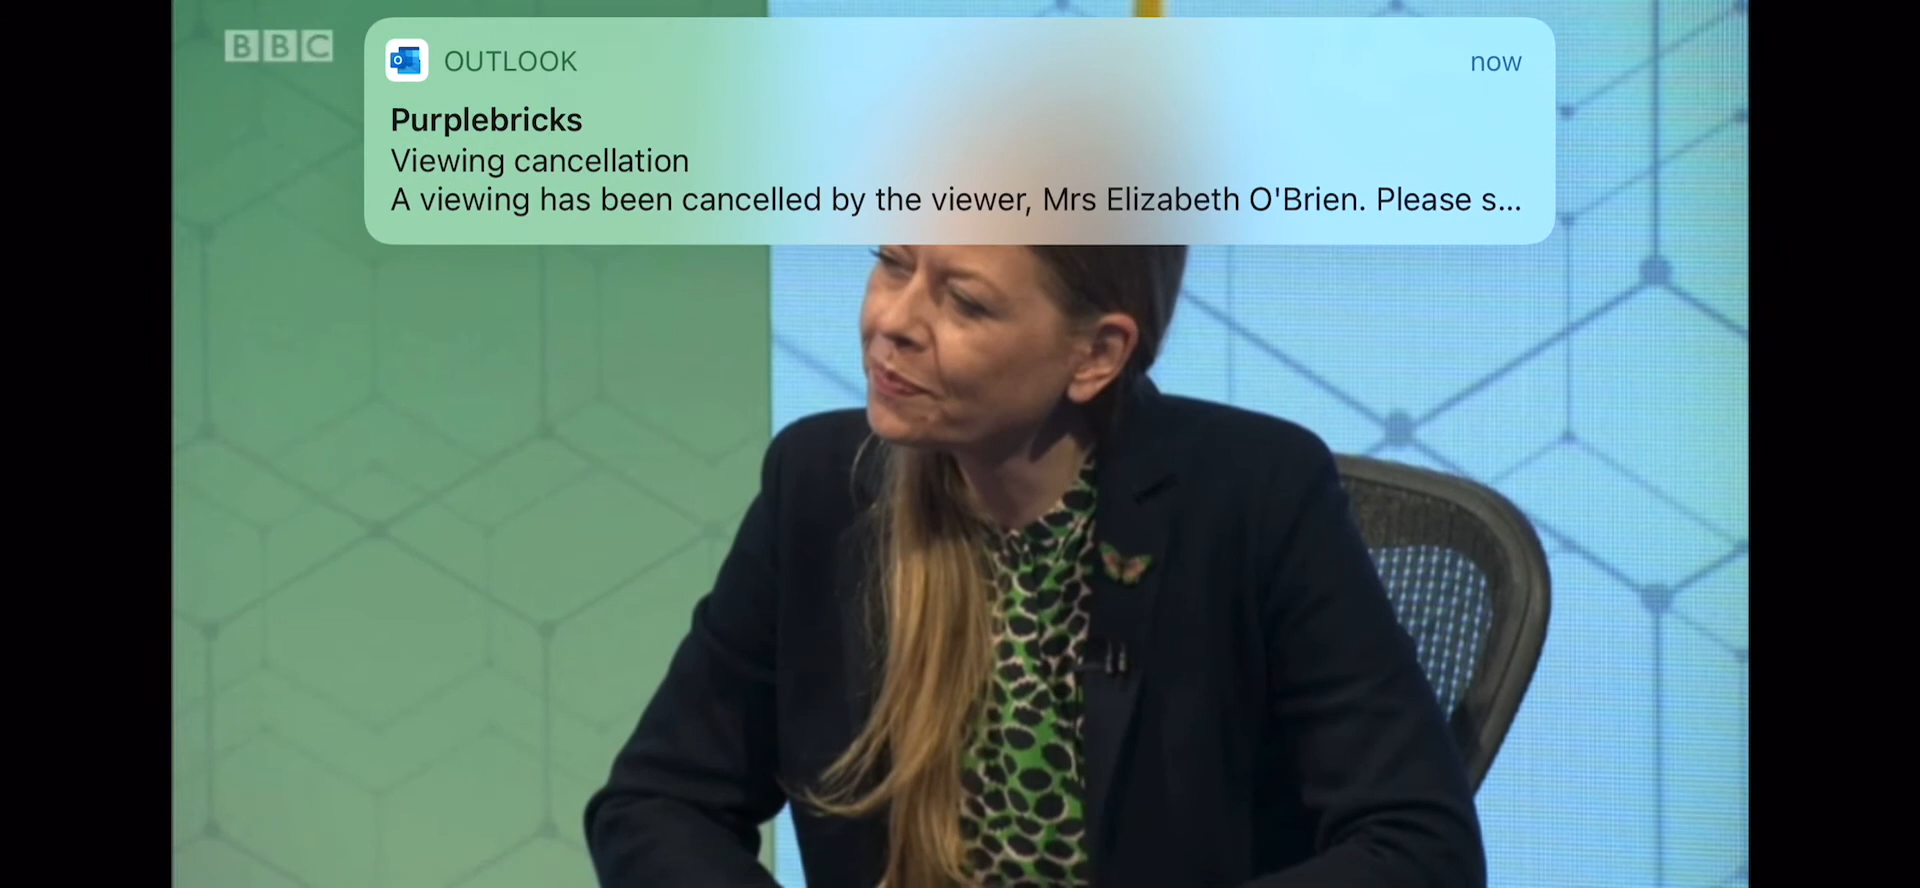 BBC
OUTLOOK now
Purplebricks
Viewing cancellation
A viewing has been cancelled by the viewer, Mrs Elizabeth O'Brien. Please s...